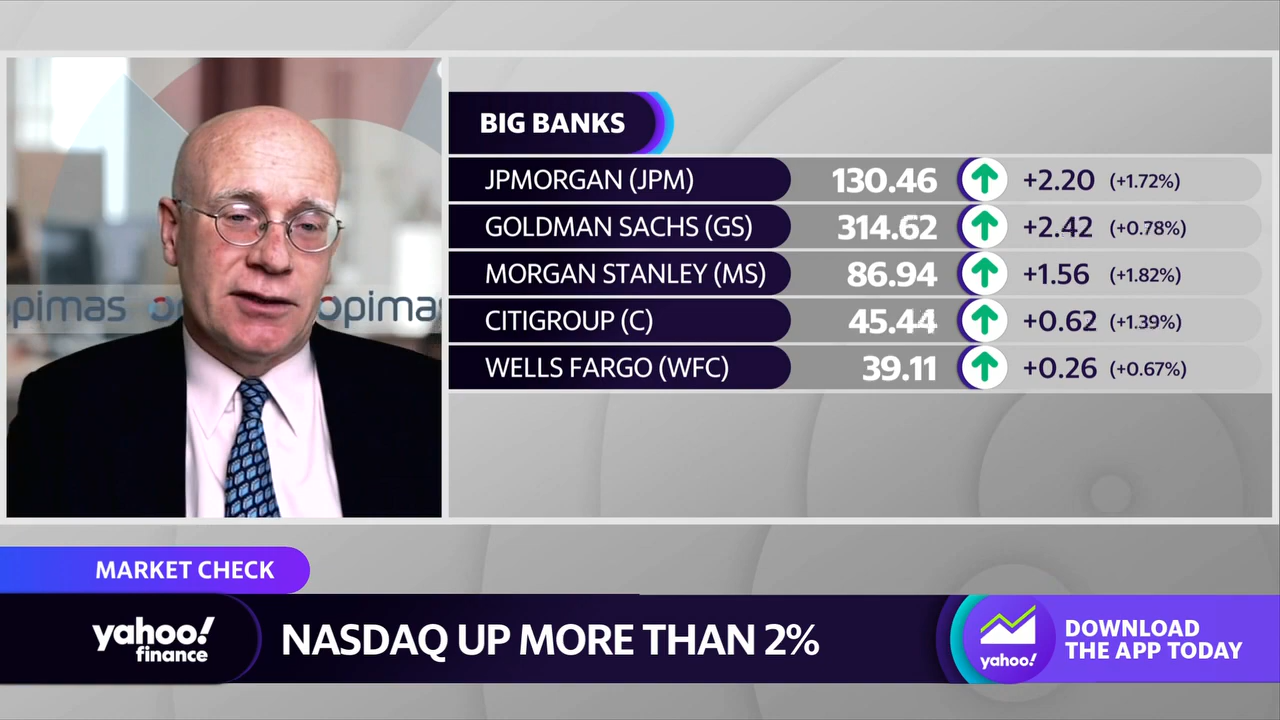 BIG BANKS
JPMORGAN (JPM) 130.46 +2.20 (+1.72%)
GOLDMAN SACHS (GS) 314.62 +2.42 (+0.78%)
MORGAN STANLEY (MS) 86.94 +1.56 (+1.82%)
CITIGROUP (C) 45.44 +0.62 (+1.39%)
WELLS FARGO (WFC) 39.11 +0.26 (+0.67%)
opimas opimas
MARKET CHECK
yahoo!
finance
NASDAQ UP MORE THAN 2%
yahoo!
DOWNLOAD
THE APP TODAY